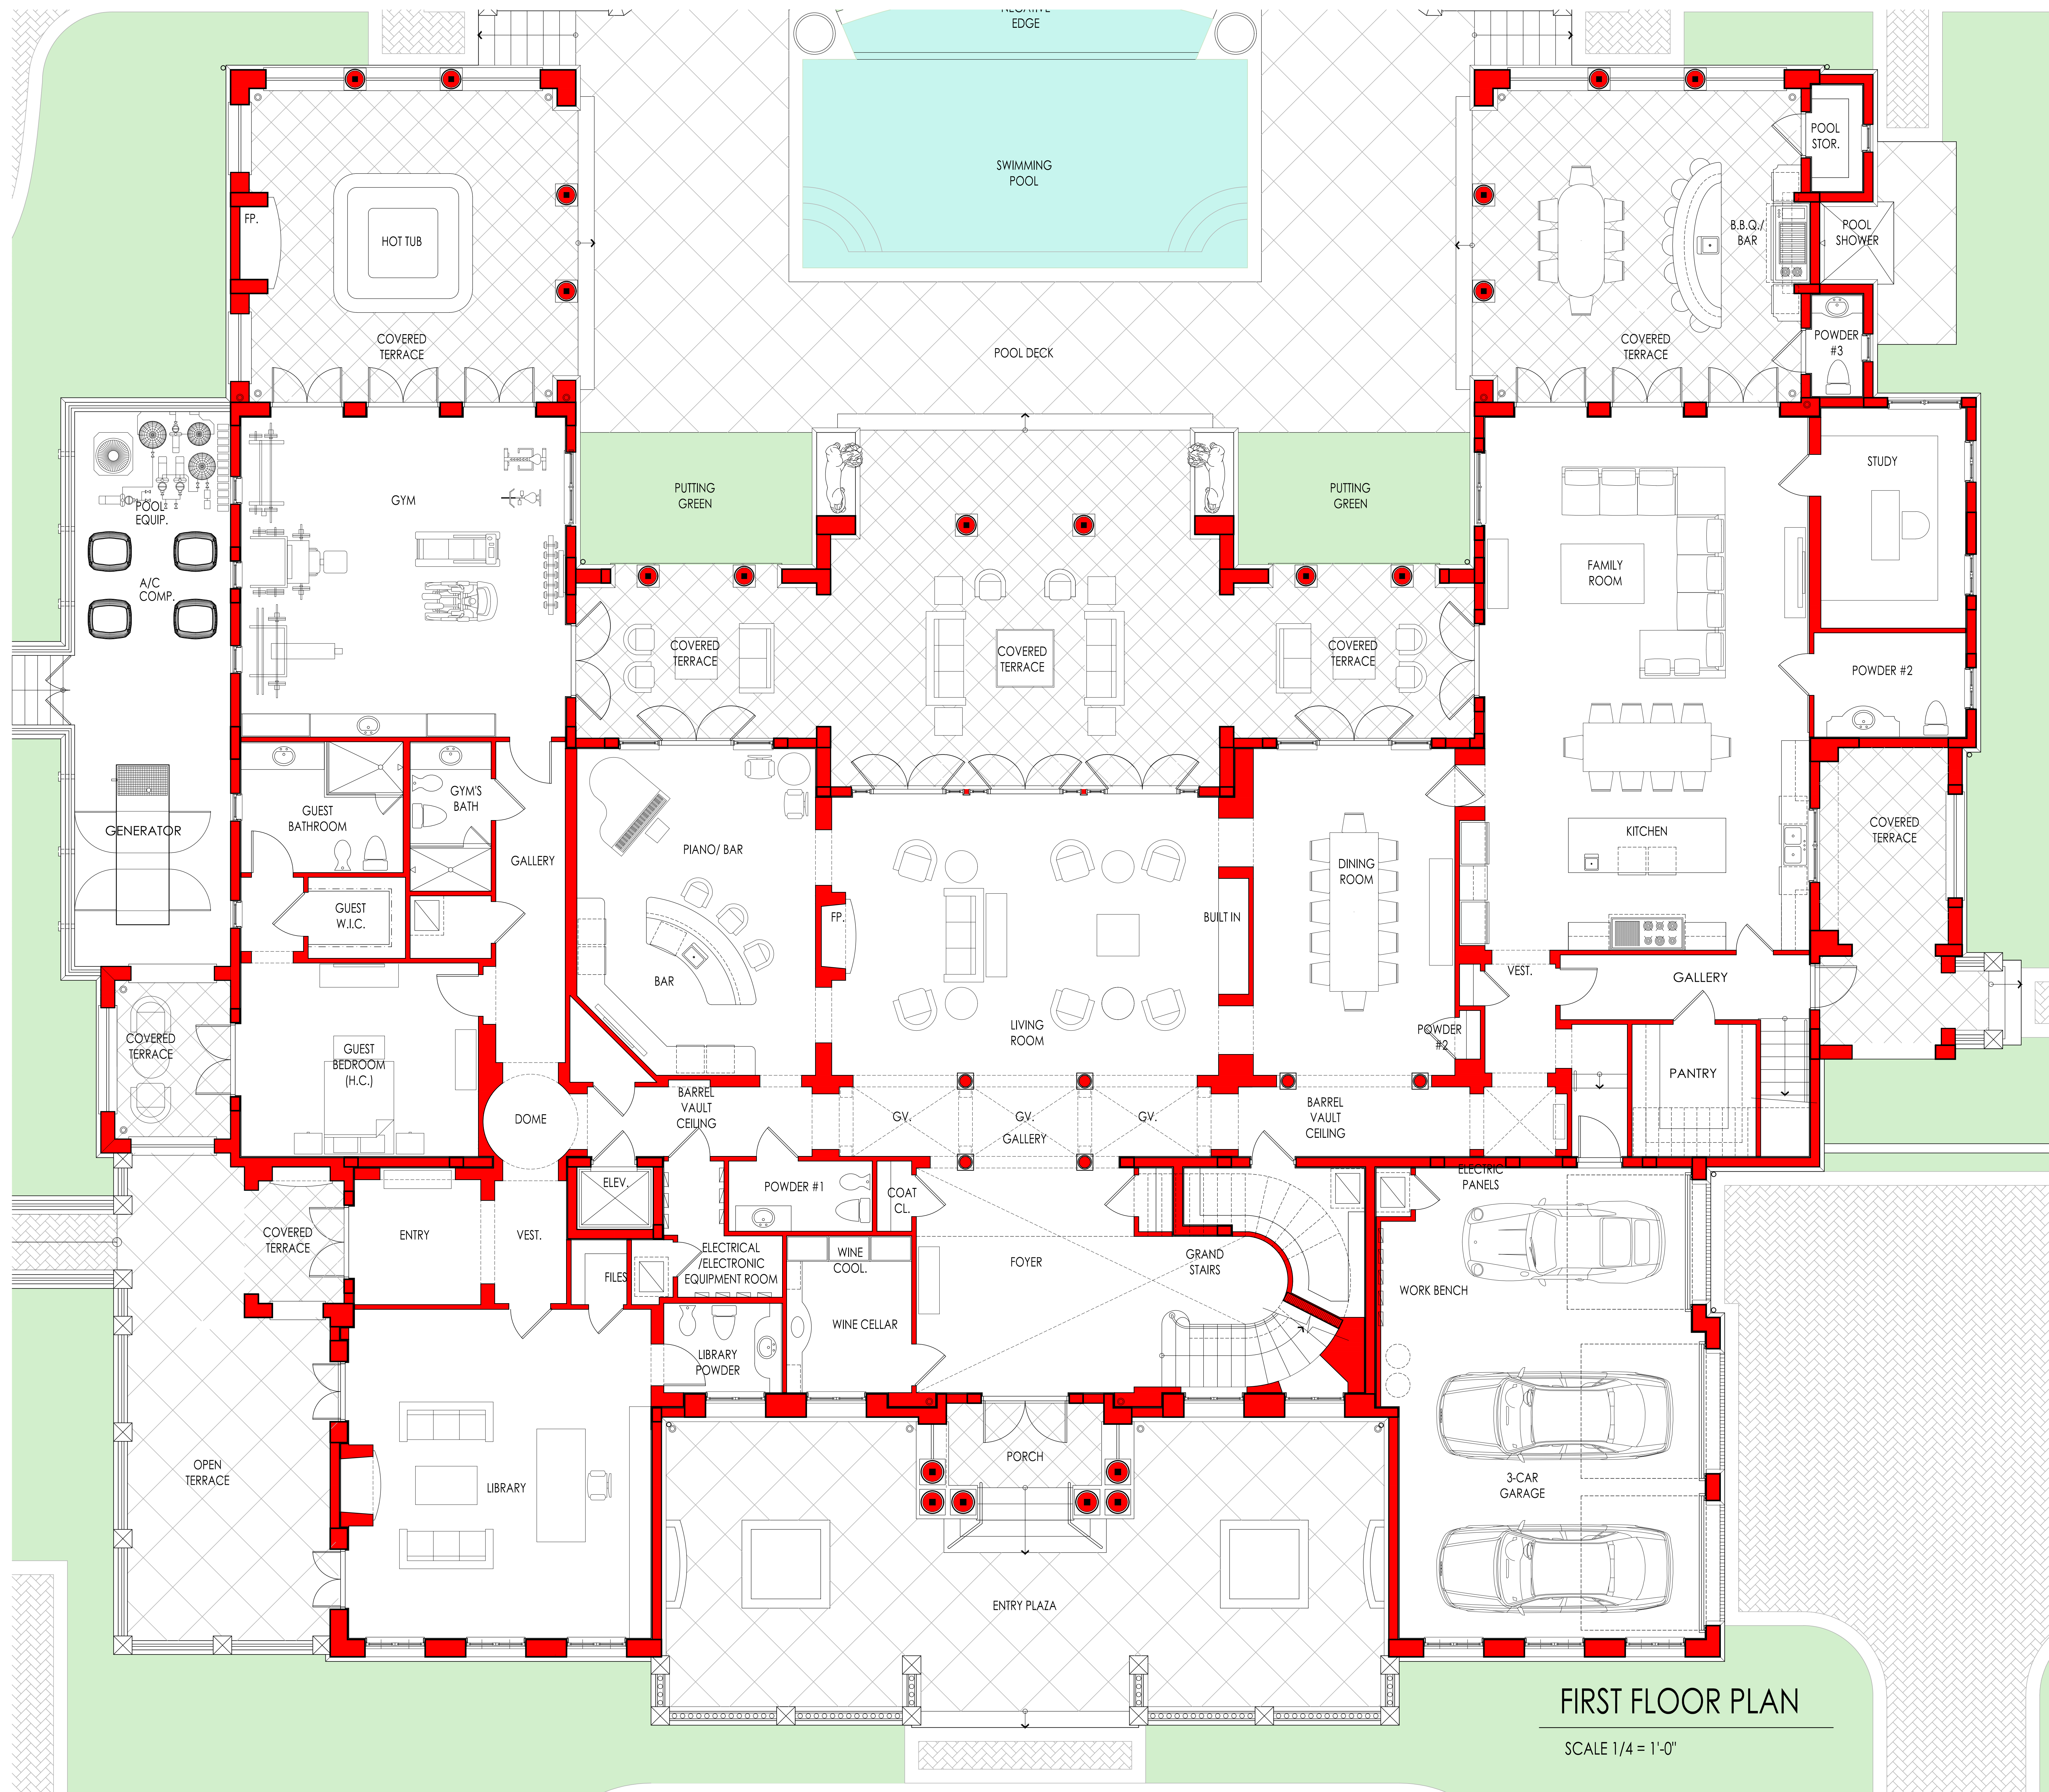 NEGATIVE
EDGE
SWIMMING
POOL
POOL
STOR.
FP.
HOT TUB
B.B.Q./
BAR
POOL
SHOWER
COVERED
TERRACE
POOL DECK
COVERED
TERRACE
POWDER
#3
GYM
POOL
EQUIP.
PUTTING
GREEN
PUTTING
GREEN
STUDY
A/C
COMP.
FAMILY
ROOM
COVERED
TERRACE
COVERED
TERRACE
COVERED
TERRACE
POWDER #2
GENERATOR
GUEST
BATHROOM
GYM'S
BATH
GALLERY
PIANO/ BAR
DINING
ROOM
KITCHEN
COVERED
TERRACE
GUEST
W.I.C.
FP.
BUILT IN
BAR
VEST.
GALLERY
LIVING
ROOM
POWDER
#2
COVERED
TERRACE
GUEST
BEDROOM
(H.C.)
PANTRY
DOME
BARREL
VAULT
CEILING
GV.
GV.
GALLERY
GV.
BARREL
VAULT
CEILING
ELEV.
POWDER #1
COAT
CL.
ELECTRIC
PANELS
COVERED
TERRACE
ENTRY
VEST.
FILES
ELECTRICAL
/ELECTRONIC
EQUIPMENT ROOM
WINE
COOL.
FOYER
GRAND
STAIRS
WORK BENCH
WINE CELLAR
LIBRARY
POWDER
OPEN
TERRACE
LIBRARY
PORCH
3-CAR
GARAGE
ENTRY PLAZA
FIRST FLOOR PLAN
SCALE 1/4 = 1'-0"